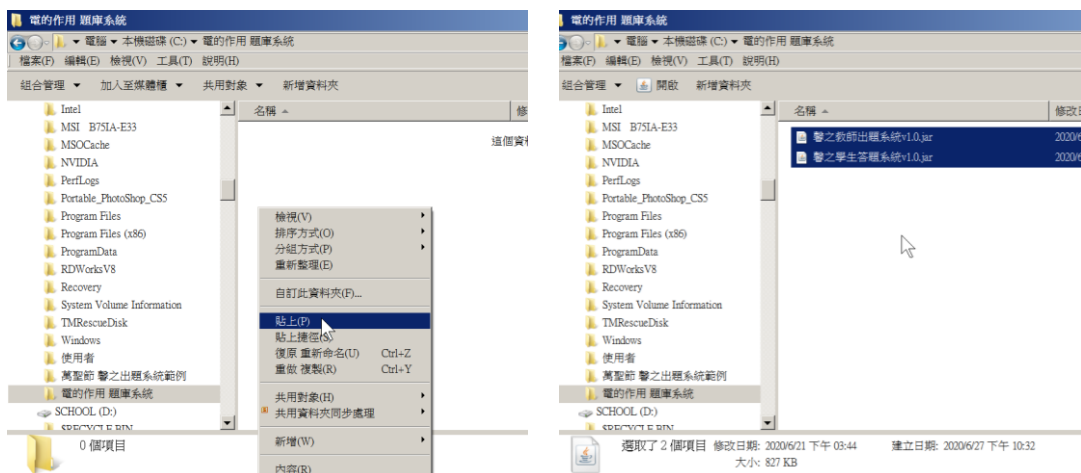 電的作用 題庫系統
電腦 本機磁碟 (C:) 電的作用 題庫系統
檔案(F) 編輯(E) 檢視(V) 工具(T) 說明(H)
組合管理 加入至媒體櫃 共用對象 新增資料夾
Intel
MSI B75IA-E33
MSOCache
NVIDIA
PerfLogs
Portable_PhotoShop_CS5
Program Files
Program Files (x86)
ProgramData
RDWorksV8
Recovery
System Volume Information
TMRescueDisk
Windows
使用者
萬聖節 馨之出題系統範例
電的作用 題庫系統
SCHOOL (D:)
名稱
修
這個資料
檢視(V)
排序方式(O)
分組方式(P)
重新整理(E)
自訂此資料夾(F)...
貼上(P)
貼上捷徑(S)
復原 重新命名(U) Ctrl+Z
重做 複製(R) Ctrl+Y
共用對象(H)
共用資料夾同步處理
新增(W)
內容(R)
0 個項目
電的作用 題庫系統
電腦 本機磁碟 (C:) 電的作用 題庫系統
檔案(F) 編輯(E) 檢視(V) 工具(T) 說明(H)
組合管理 開啟 新增資料夾
Intel
MSI B75IA-E33
MSOCache
NVIDIA
PerfLogs
Portable_PhotoShop_CS5
Program Files
Program Files (x86)
ProgramData
RDWorksV8
Recovery
System Volume Information
TMRescueDisk
Windows
使用者
萬聖節 馨之出題系統範例
電的作用 題庫系統
SCHOOL (D:)
名稱 修改日
馨之教師出題系統v1.0.jar 2020/6
馨之學生答題系統v1.0.jar 2020/6
選取了 2 個項目 修改日期: 2020/6/21 下午 03:44 建立日期: 2020/6/27 下午 10:32
大小: 827 KB